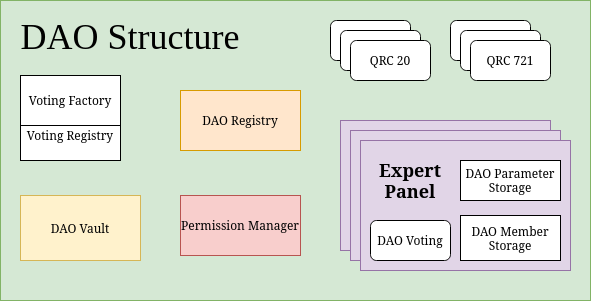 DAO Structure
QRC 20
QRC 721
Voting Factory
Voting Registry
DAO Registry
Expert
Panel
DAO Parameter
Storage
DAO Vault
Permission Manager
DAO Voting
DAO Member
Storage